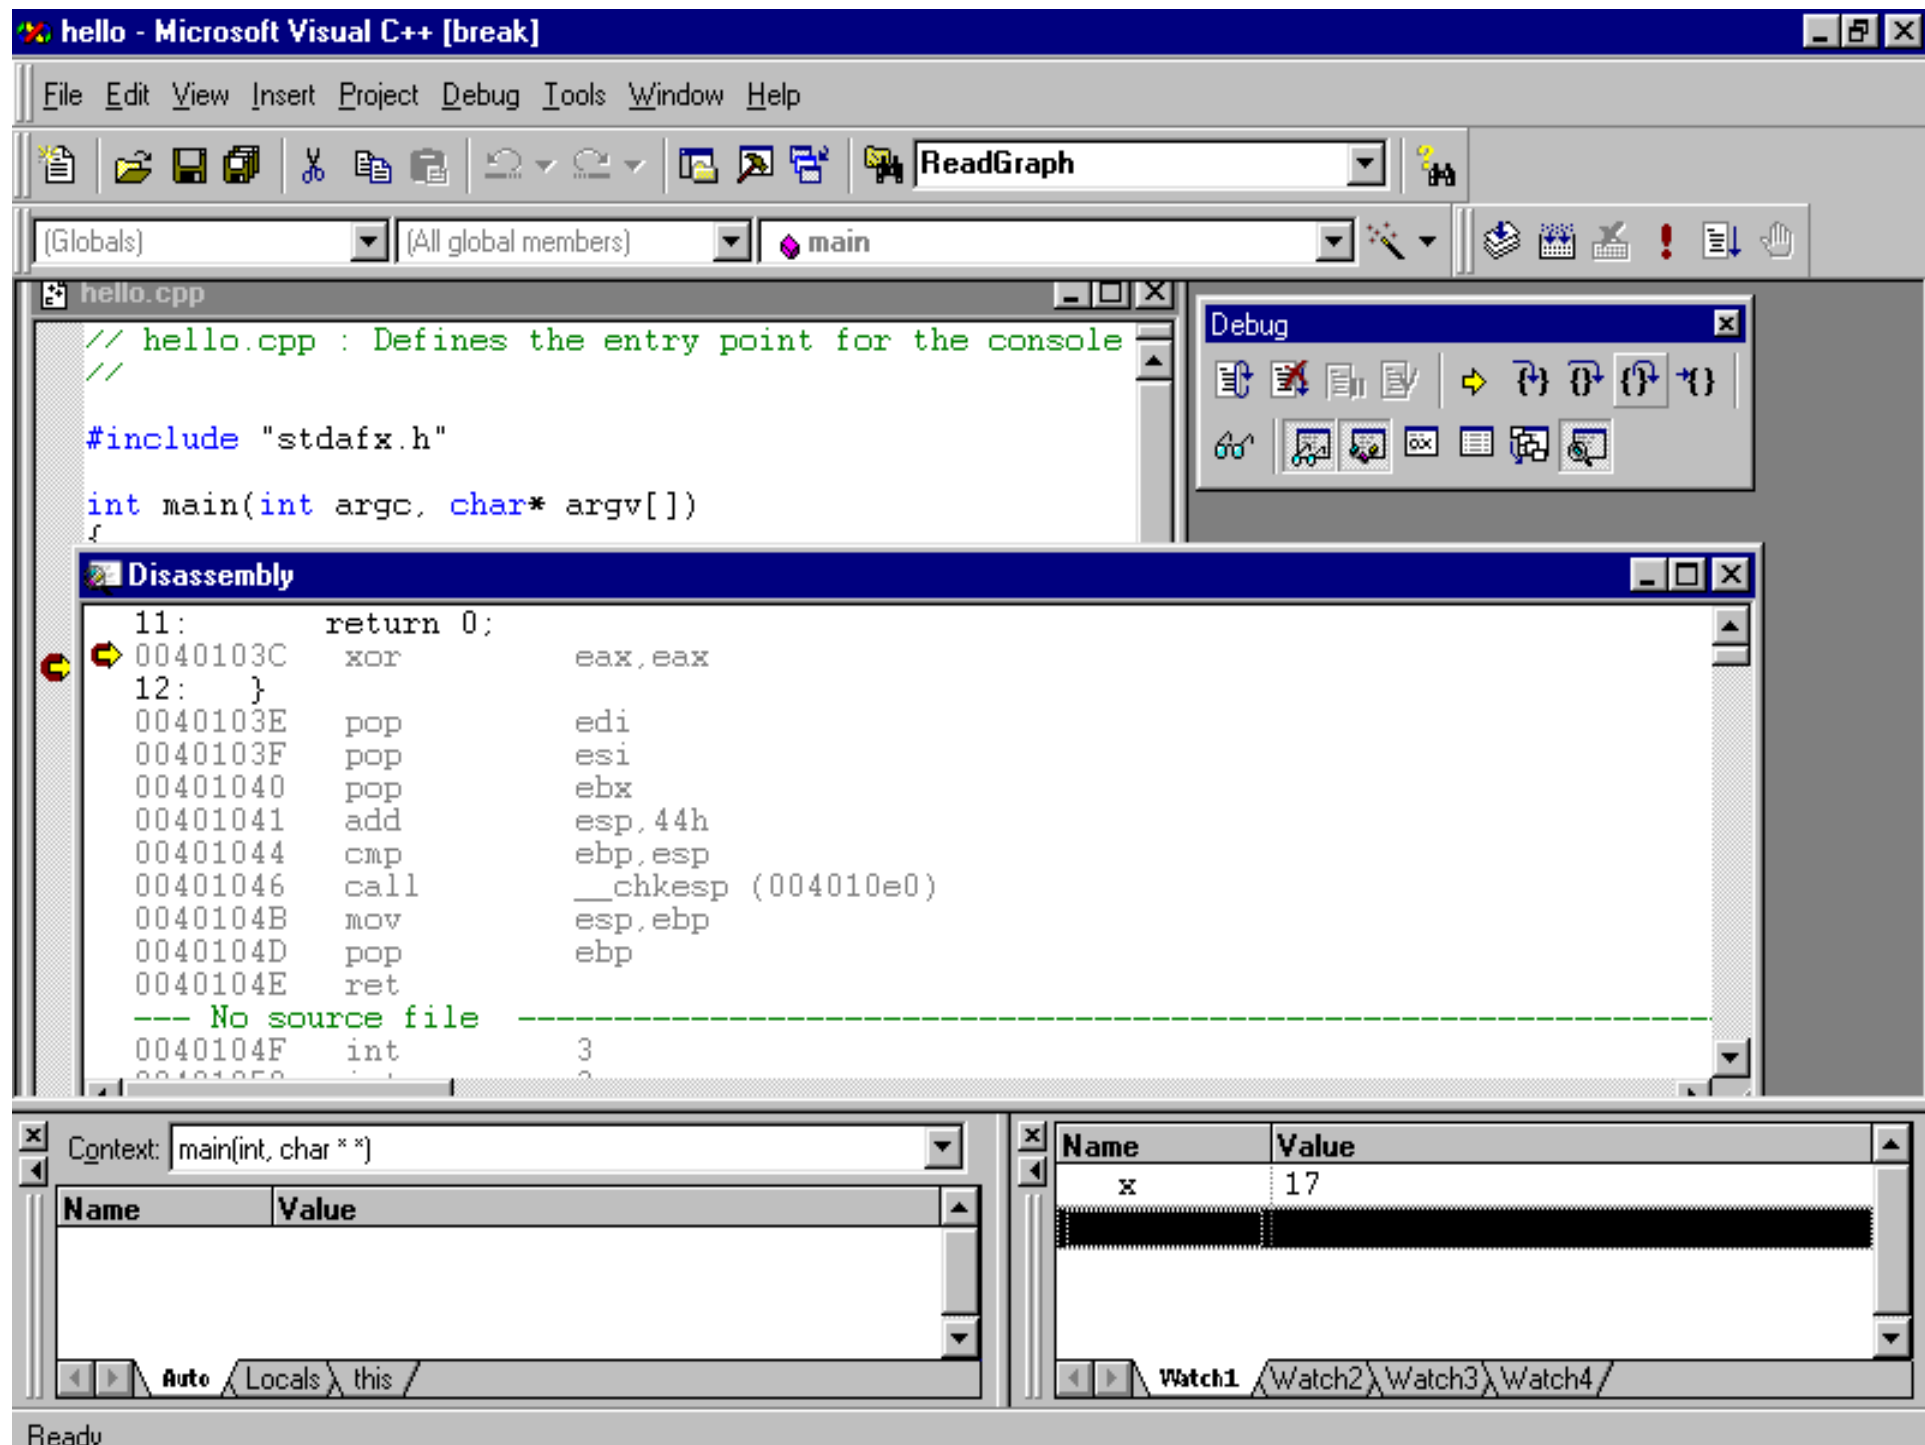 hello - Microsoft Visual C++ [break]
File Edit View Insert Project Debug Tools Window Help
ReadGraph
(Globals) (All global members) main
hello.cpp
// hello.cpp : Defines the entry point for the console
//
#include "stdafx.h"
int main(int argc, char* argv[])
{
Debug
Disassembly
11: return 0;
0040103C xor eax,eax
12: }
0040103E pop edi
0040103F pop esi
00401040 pop ebx
00401041 add esp,44h
00401044 cmp ebp,esp
00401046 call __chkesp (004010e0)
0040104B mov esp,ebp
0040104D pop ebp
0040104E ret
--- No source file ---------------------------------------------------------------
0040104F int 3
Context: main(int, char * *)
Name Value
Auto Locals this
Name Value
x 17
Watch1 Watch2 Watch3 Watch4
Ready